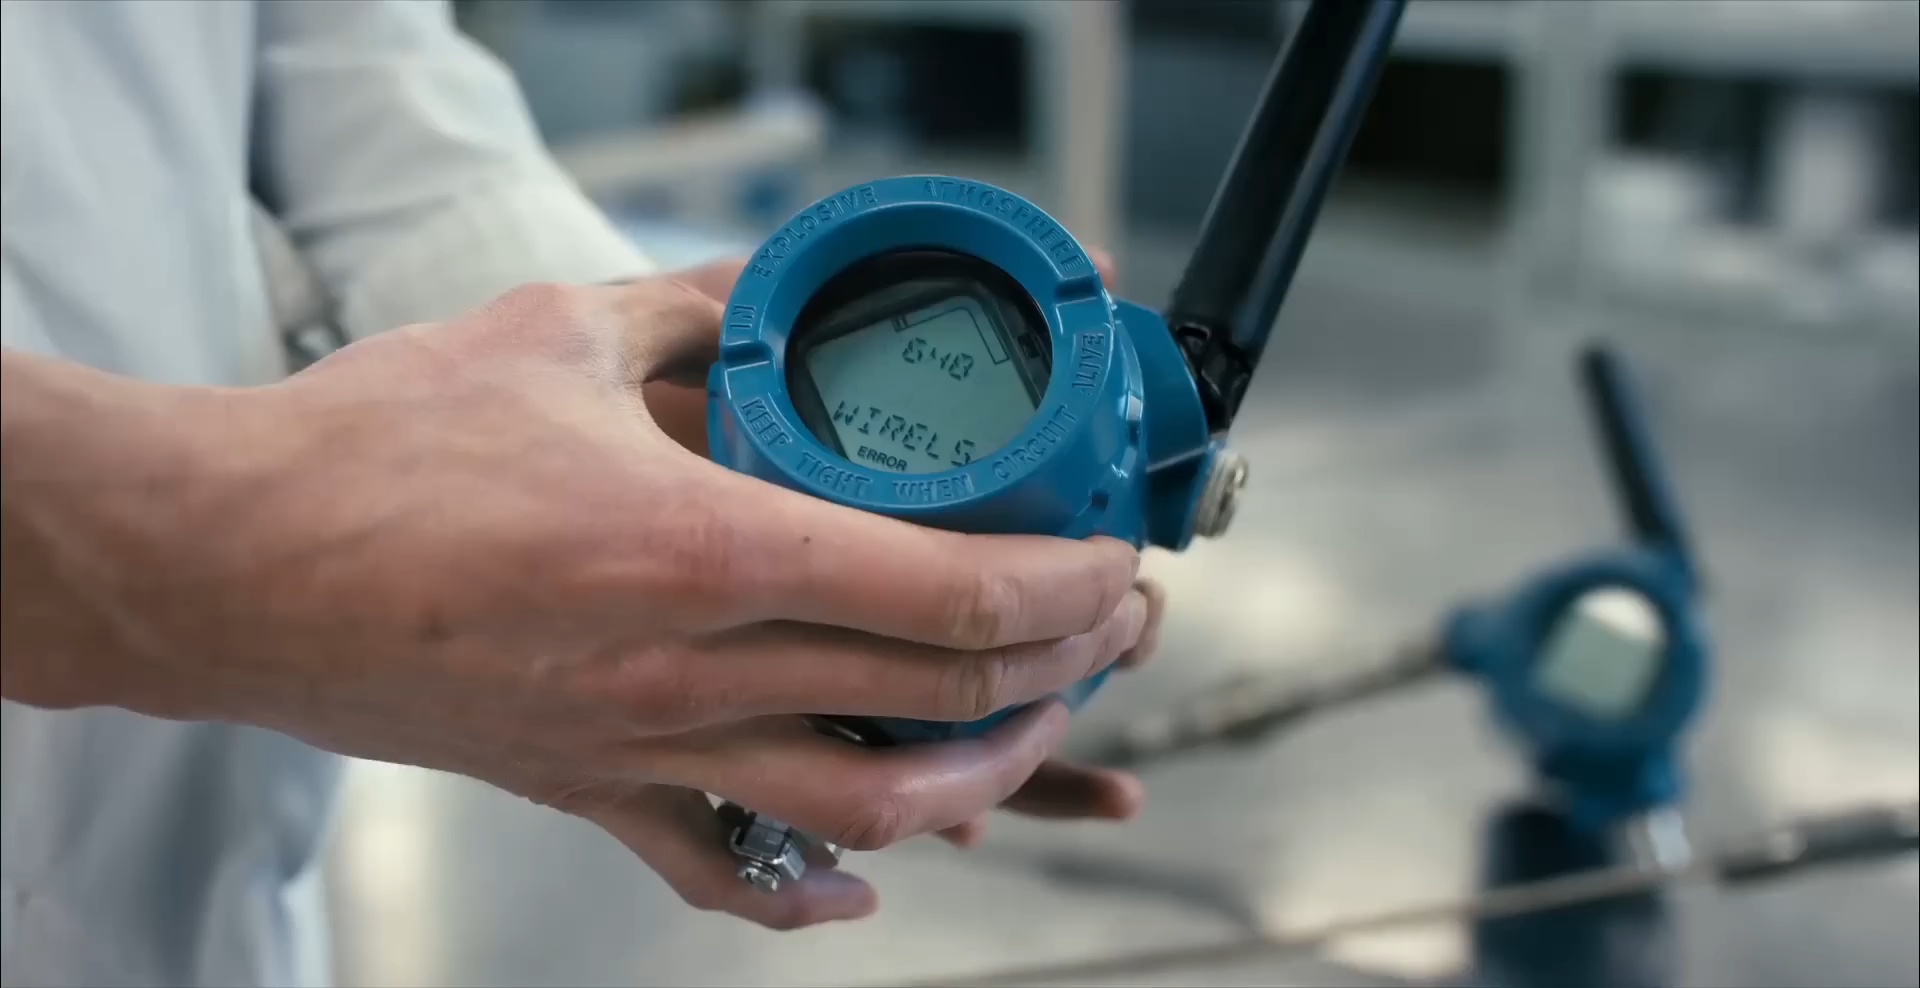 IN EXPLOSIVE ATMOSPHERE
KEEP TIGHT WHEN CIRCUIT ALIVE
648
WIRELS
ERROR